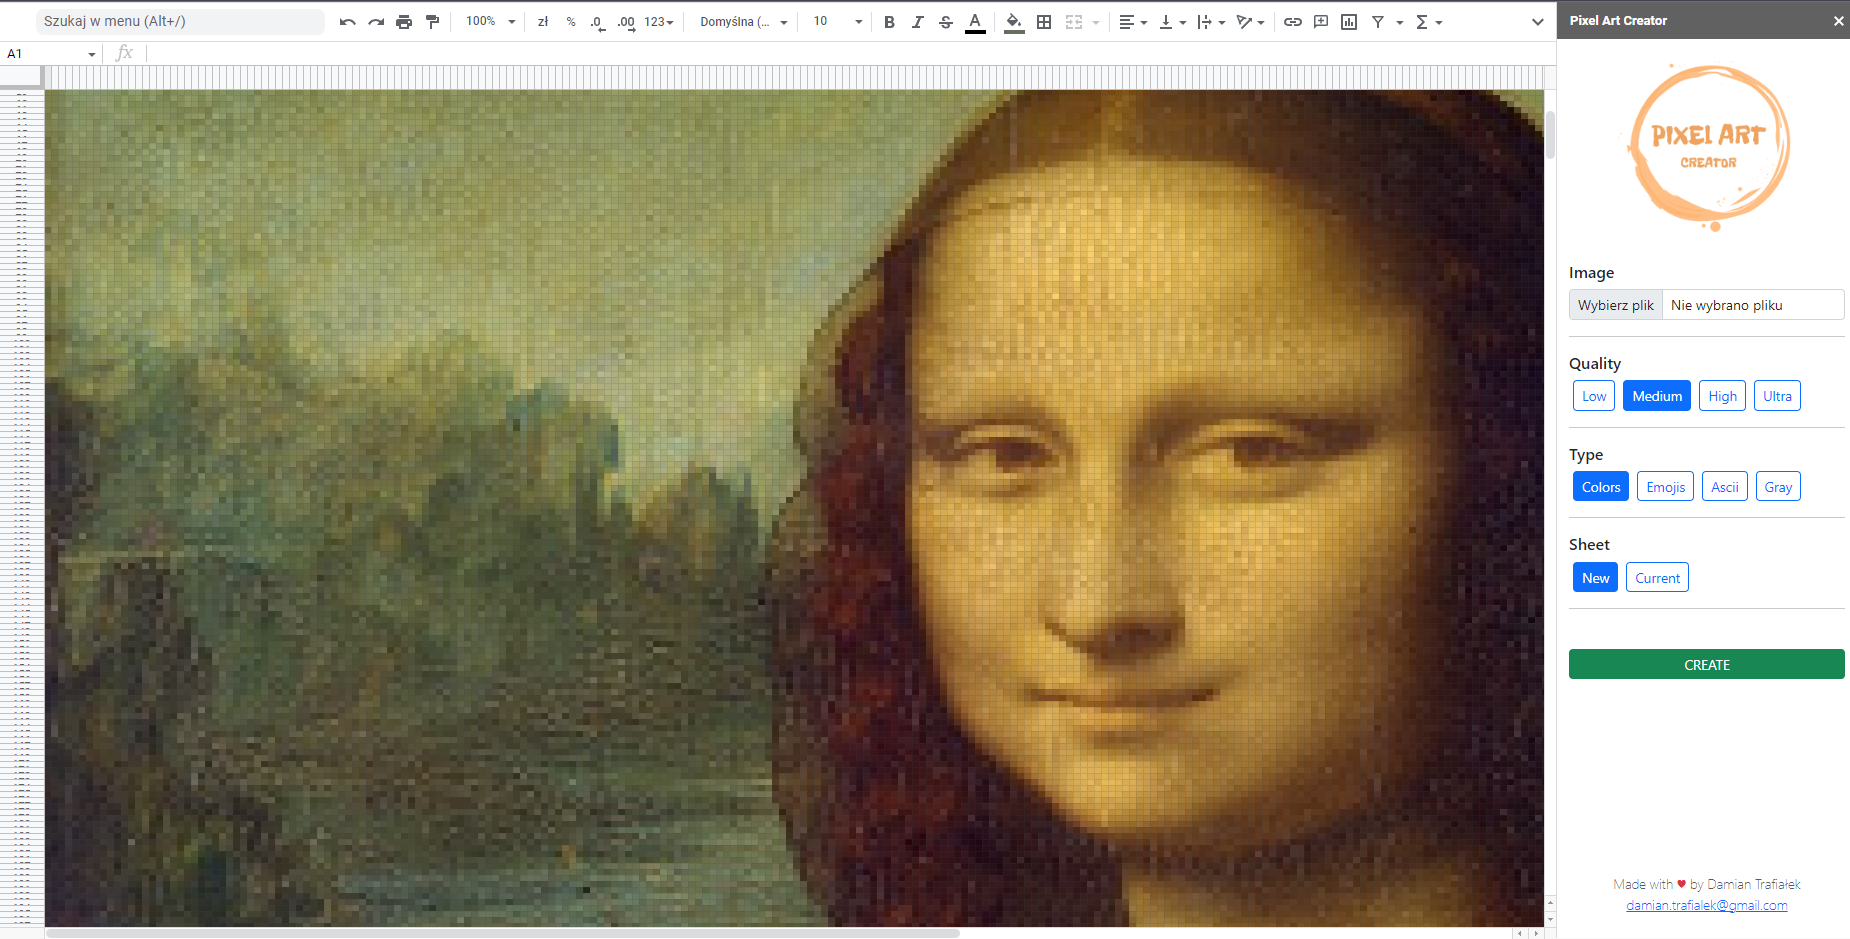 Szukaj w menu (Alt+/)
100%
zł
%
.0
.00
123
Domyślna (...
10
B
I
S
A
Σ
A1
fx
Pixel Art Creator
PIXEL ART
CREATOR
Image
Wybierz plik
Nie wybrano pliku
Quality
Low Medium High Ultra
Type
Colors Emojis Ascii Gray
Sheet
New Current
CREATE
Made with ♥ by Damian Trafiałek
damian.trafialek@gmail.com